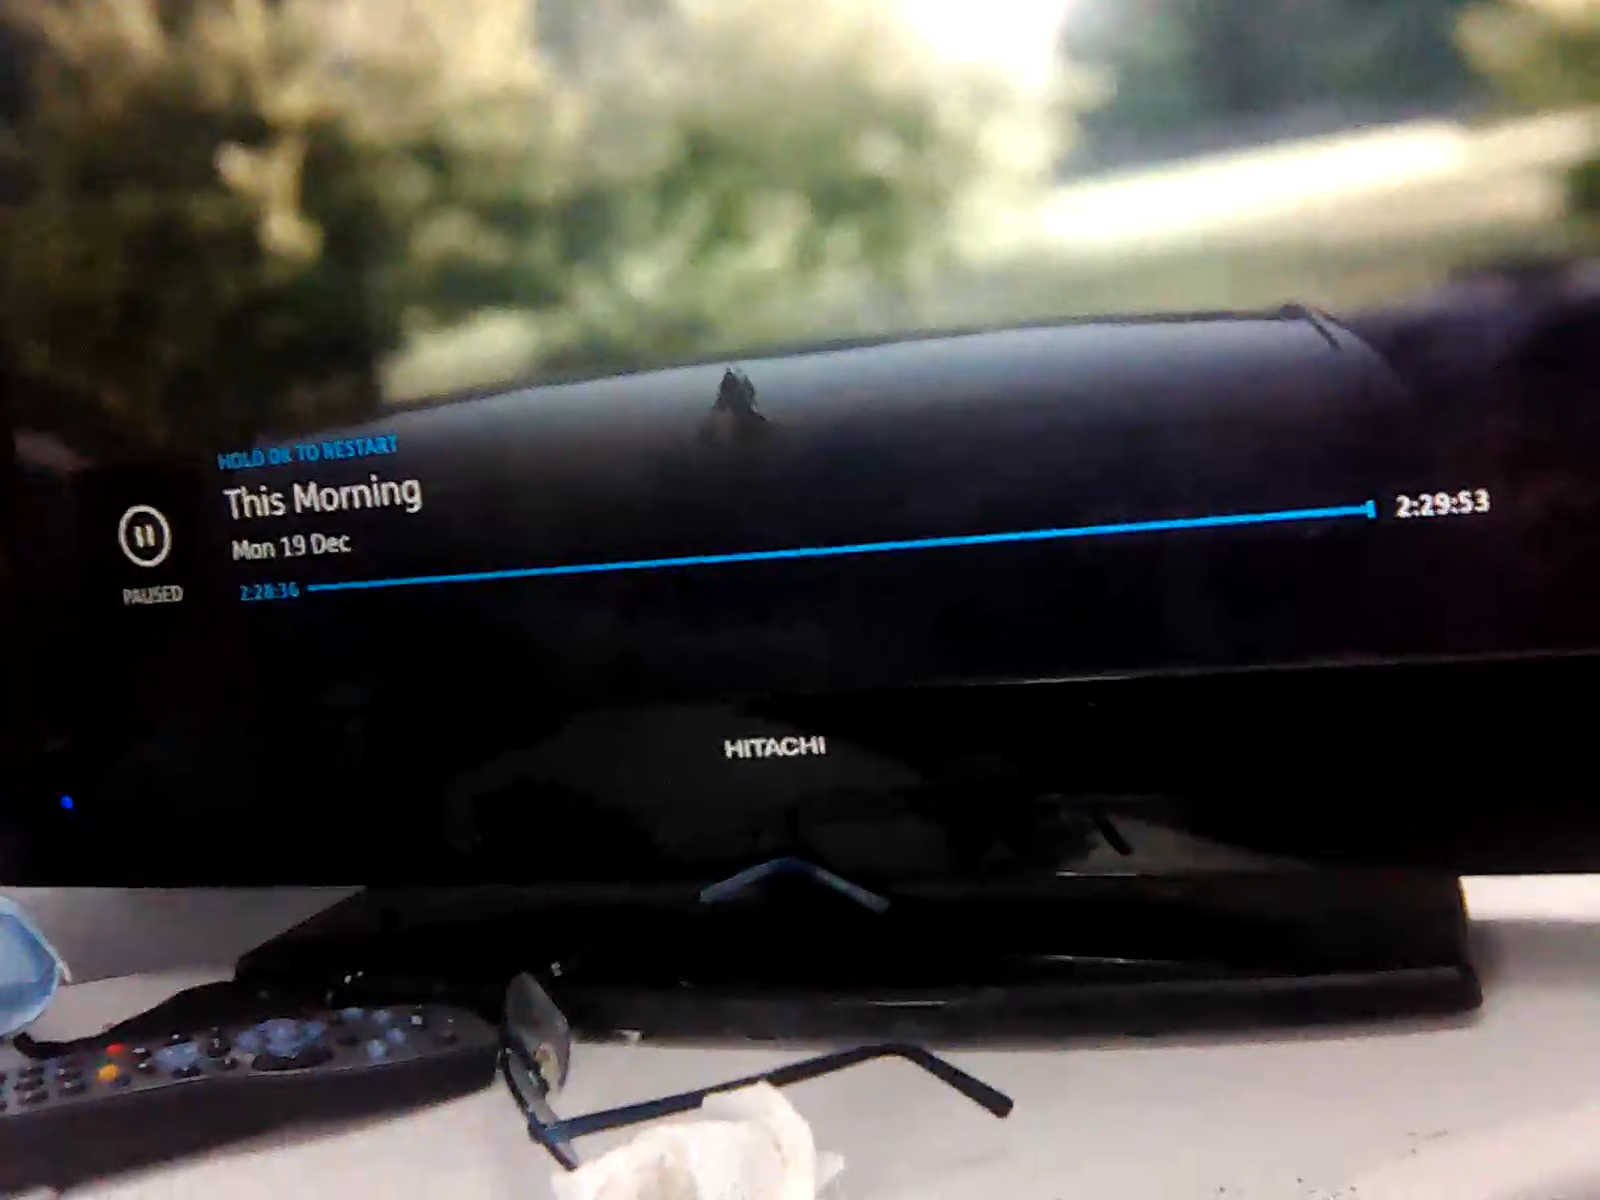 HOLD OK TO RESTART
This Morning
Mon 19 Dec
2:28:36
2:29:53
PAUSED
HITACHI